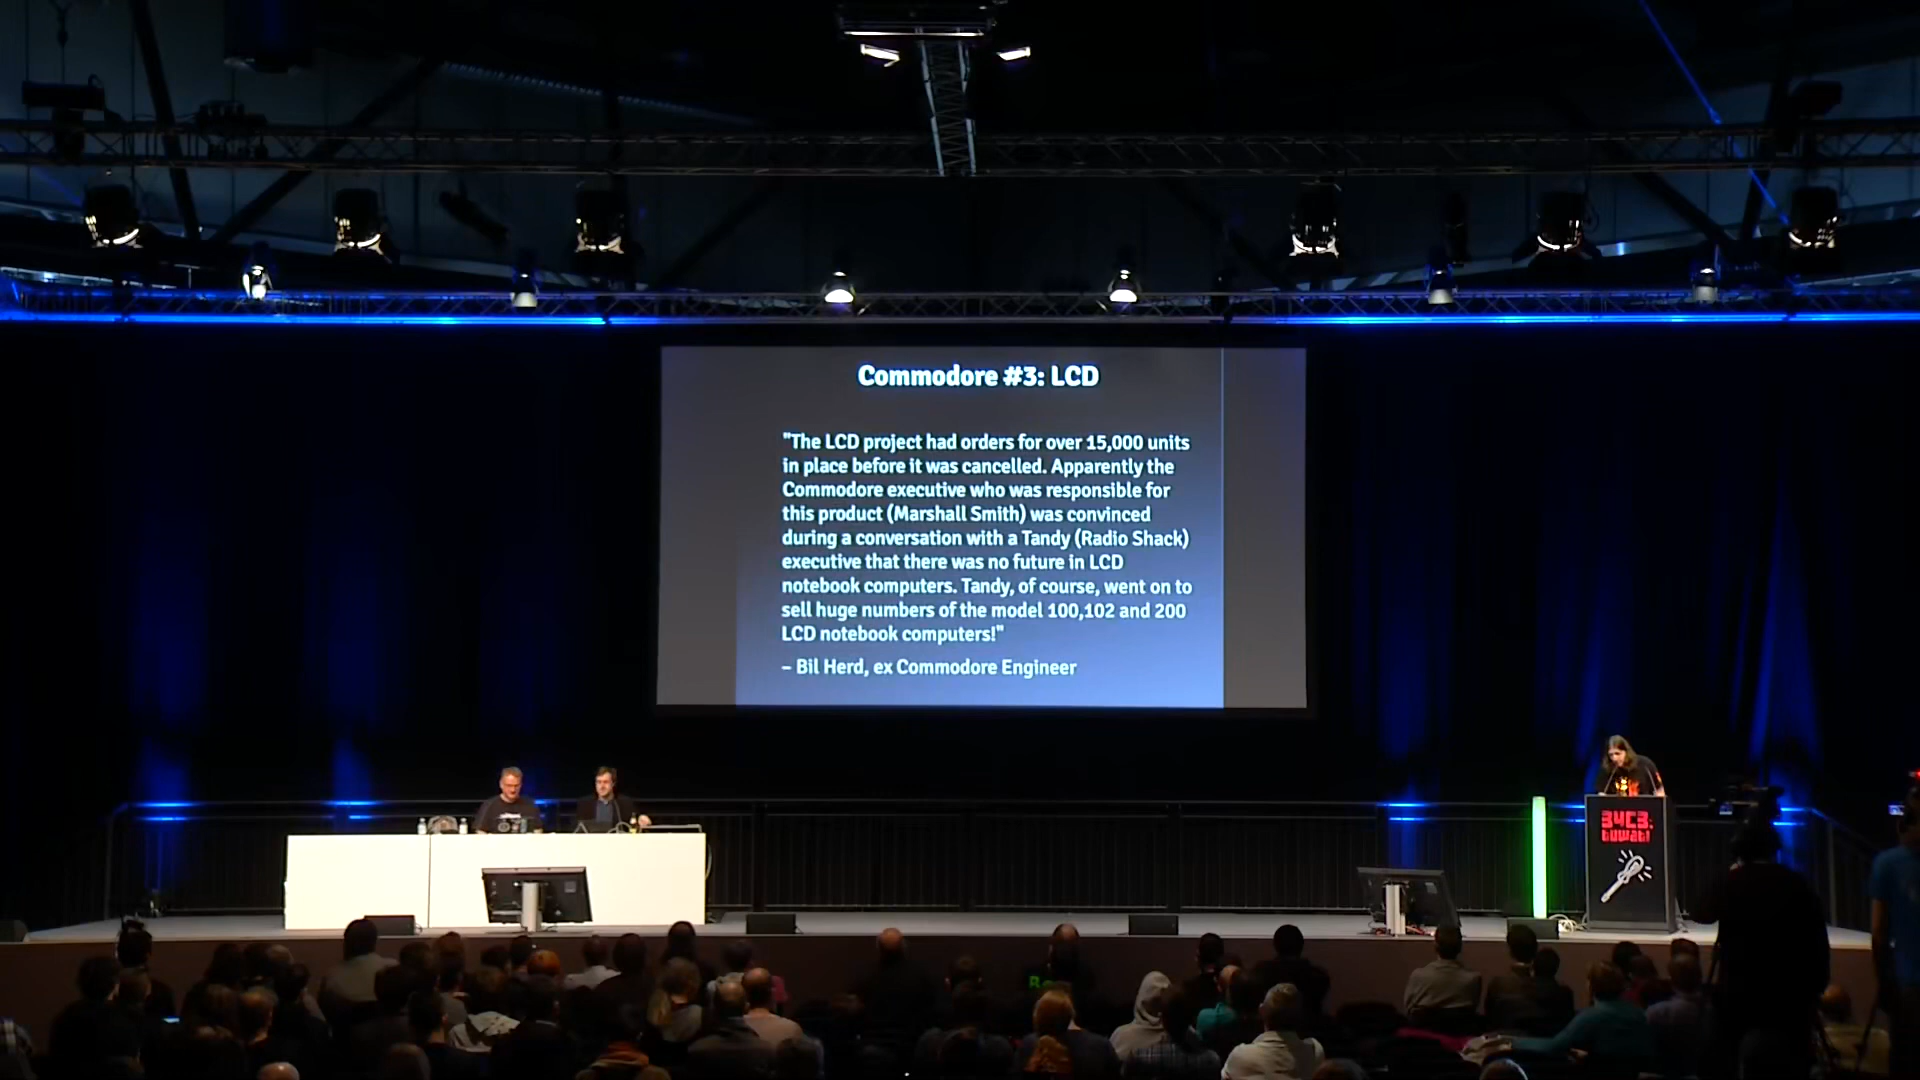 Commodore #3: LCD
"The LCD project had orders for over 15,000 units
in place before it was cancelled. Apparently the
Commodore executive who was responsible for
this product (Marshall Smith) was convinced
during a conversation with a Tandy (Radio Shack)
executive that there was no future in LCD
notebook computers. Tandy, of course, went on to
sell huge numbers of the model 100,102 and 200
LCD notebook computers!"
– Bil Herd, ex Commodore Engineer
34C3:
tuwat!